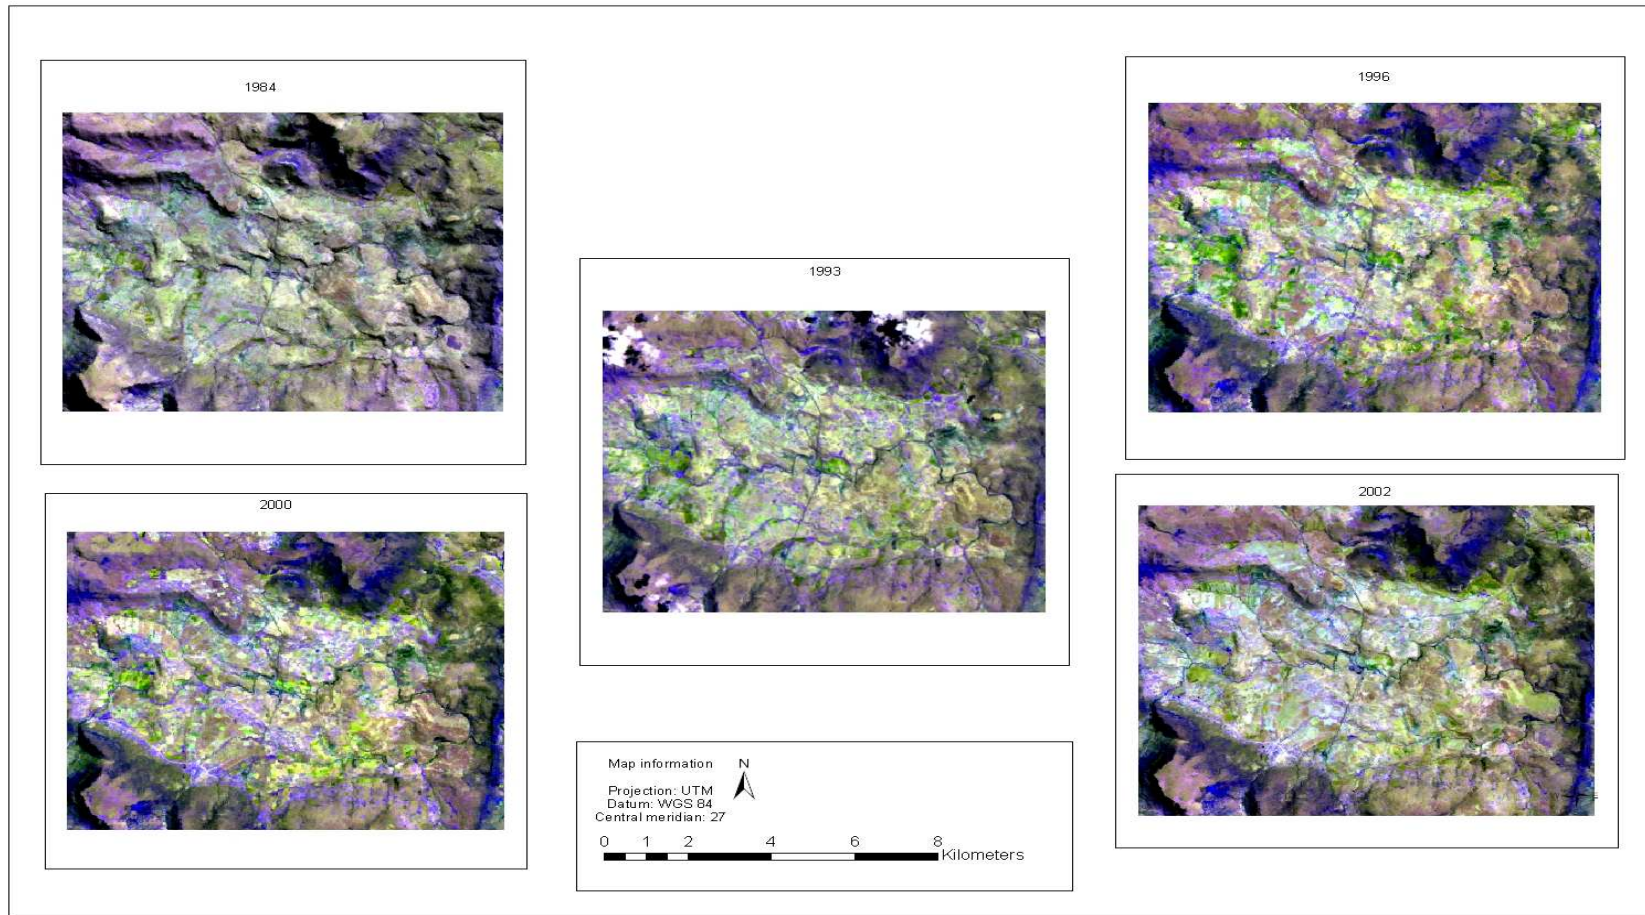 1984
1996
1993
2000
2002
Map information
N
Projection: UTM
Datum: WGS 84
Central meridian: 27
0 1 2 4 6 8
Kilometers